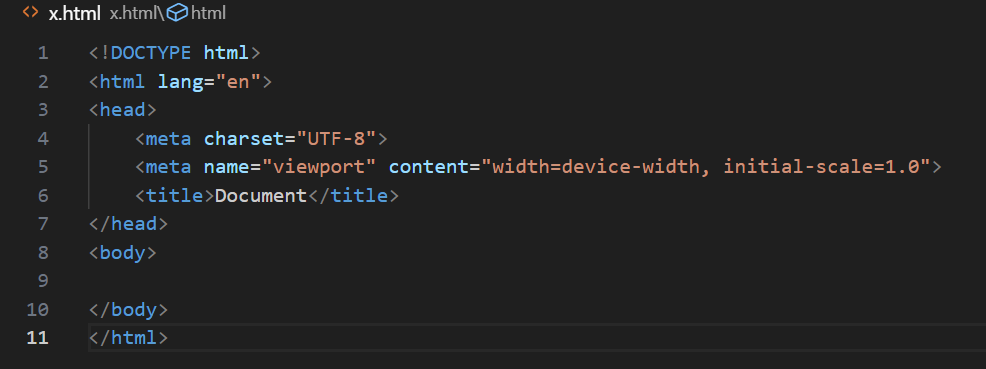 <> x.html x.html\html
1 <!DOCTYPE html>
2 <html lang="en">
3 <head>
4     <meta charset="UTF-8">
5     <meta name="viewport" content="width=device-width, initial-scale=1.0">
6     <title>Document</title>
7 </head>
8 <body>
9
10 </body>
11 </html>